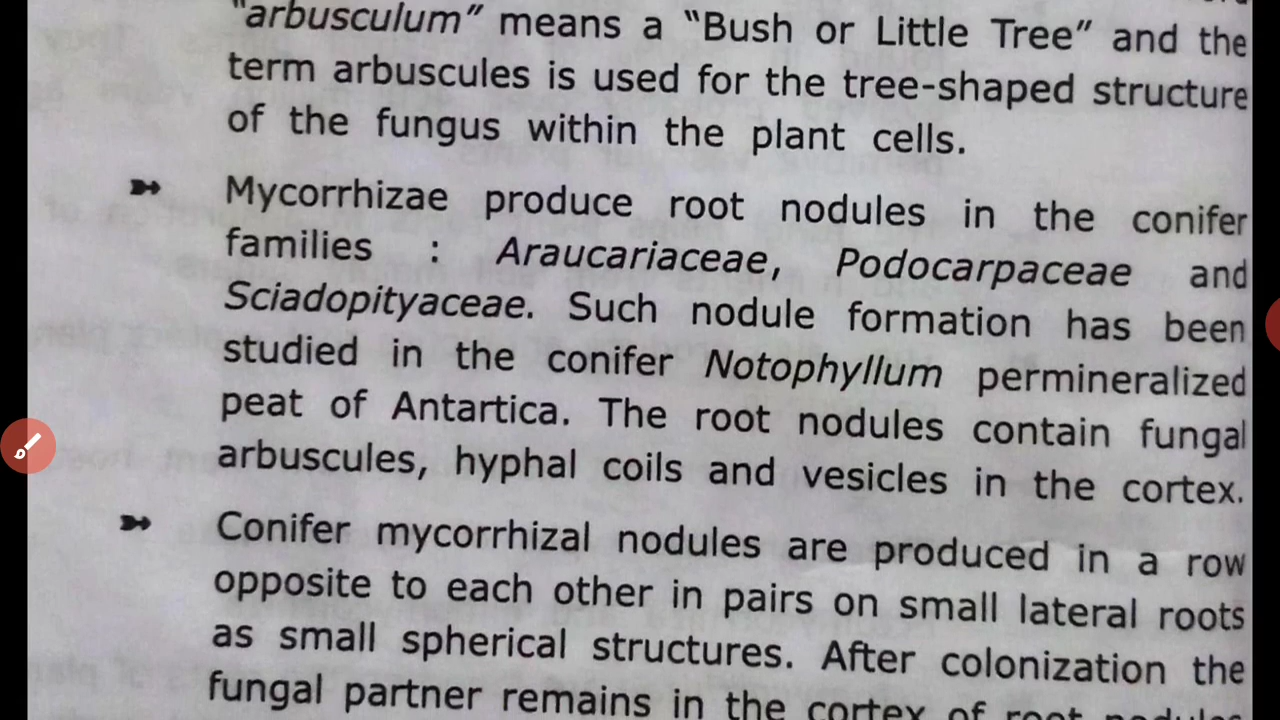 "arbusculum" means a "Bush or Little Tree" and the
term arbuscules is used for the tree-shaped structure
of the fungus within the plant cells.
Mycorrhizae produce root nodules in the conifer
families : Araucariaceae, Podocarpaceae and
Sciadopityaceae. Such nodule formation has been
studied in the conifer Notophyllum permineralized
peat of Antartica. The root nodules contain fungal
arbuscules, hyphal coils and vesicles in the cortex.
Conifer mycorrhizal nodules are produced in a row
opposite to each other in pairs on small lateral roots
as small spherical structures. After colonization the
fungal partner remains in the cortex of root nodules